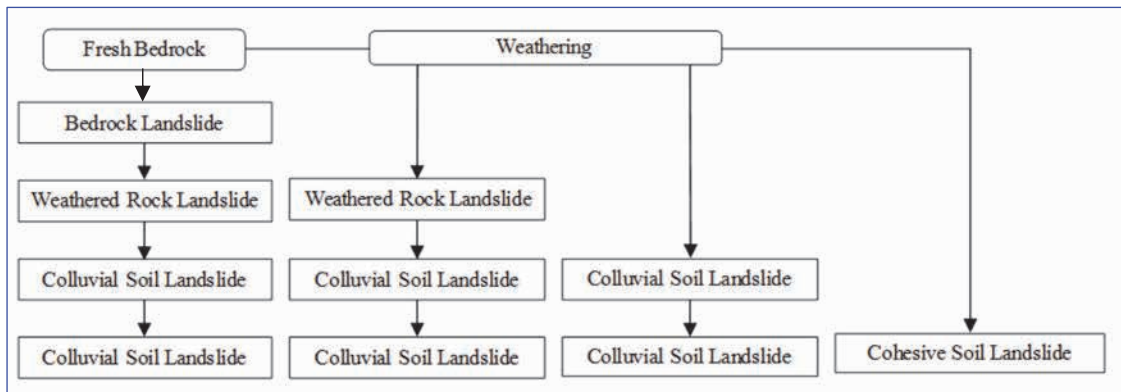 Fresh Bedrock
Weathering
Bedrock Landslide
Weathered Rock Landslide
Weathered Rock Landslide
Colluvial Soil Landslide
Colluvial Soil Landslide
Colluvial Soil Landslide
Colluvial Soil Landslide
Colluvial Soil Landslide
Colluvial Soil Landslide
Cohesive Soil Landslide